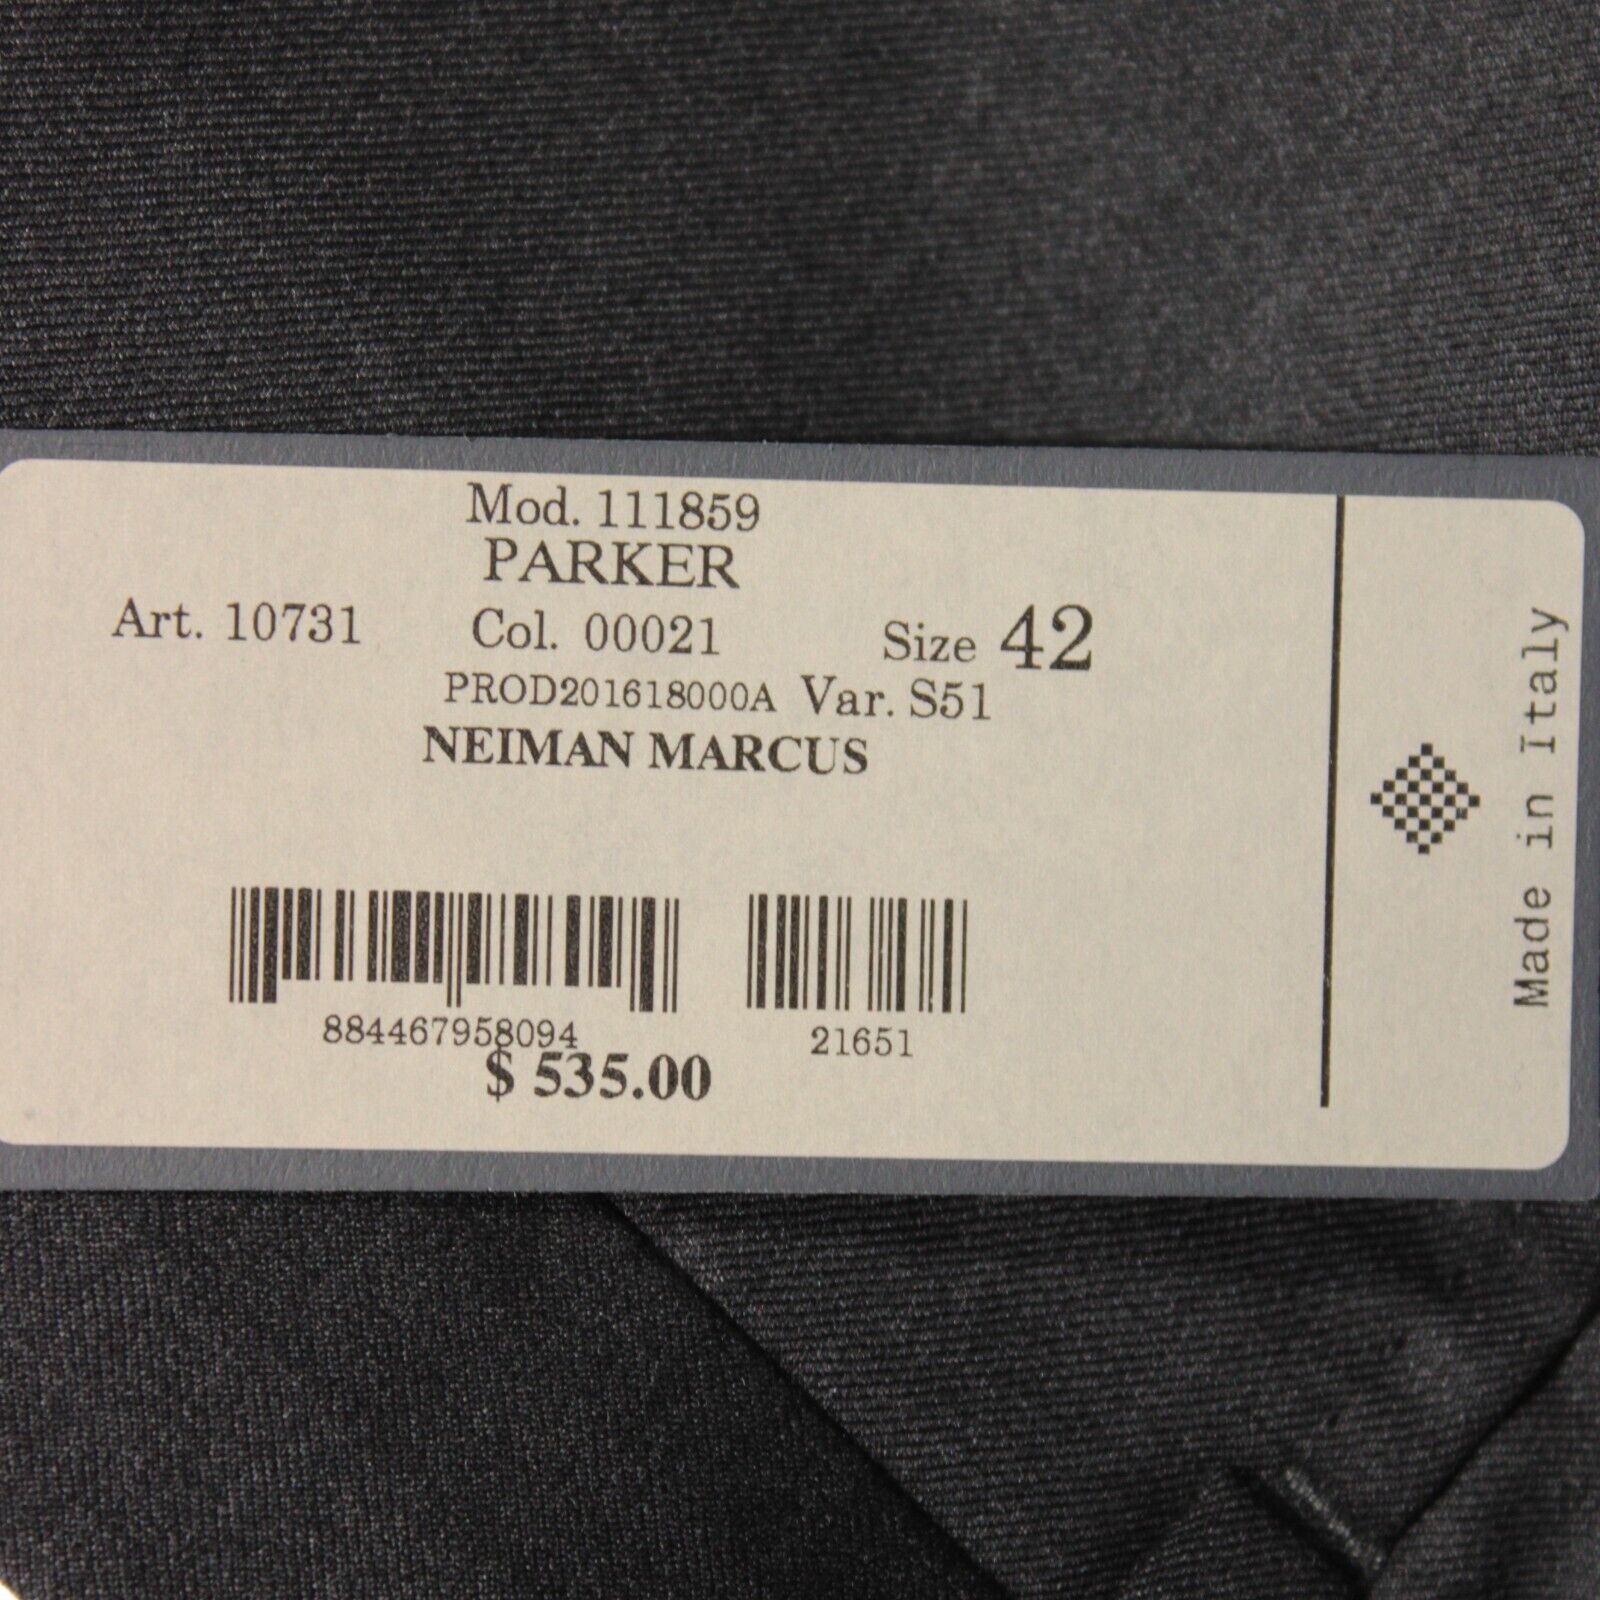 Mod. 111859
PARKER
Art. 10731 Col. 00021 Size 42
PROD201618000A Var. S51
NEIMAN MARCUS
884467958094 21651
$ 535.00
Made in Italy